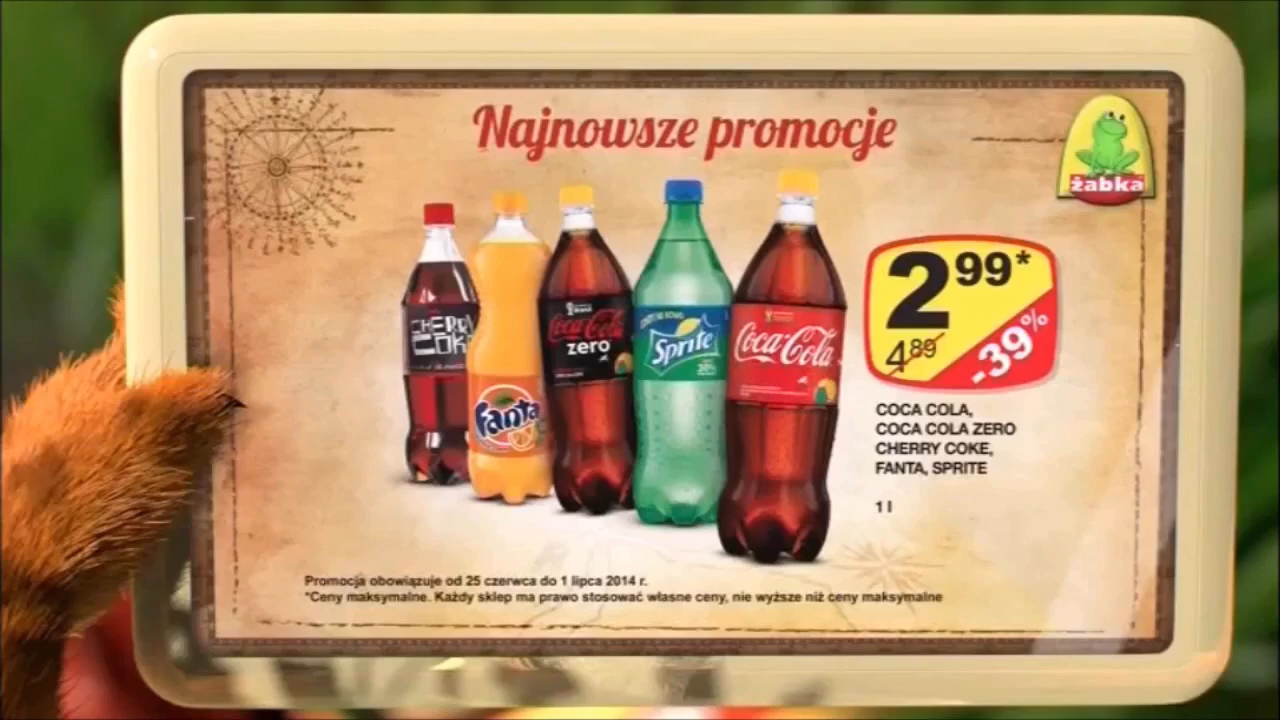 Najnowsze promocje
żabka
CHERRY
COKE
Fanta
Coca-Cola
zero
Sprite
Coca-Cola
2 99*
4 89
-39%
COCA COLA,
COCA COLA ZERO
CHERRY COKE,
FANTA, SPRITE
1 l
Promocja obowiązuje od 25 czerwca do 1 lipca 2014 r.
*Ceny maksymalne. Każdy sklep ma prawo stosować własne ceny, nie wyższe niż ceny maksymalne